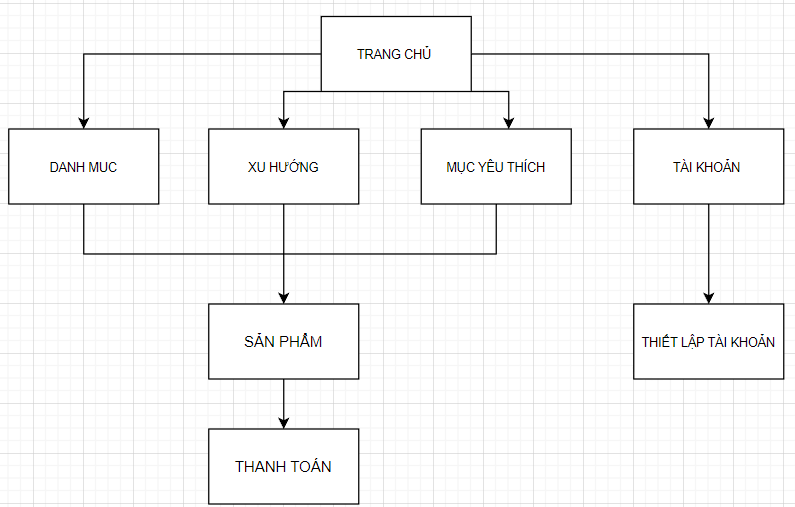 TRANG CHỦ
DANH MUC
XU HƯỚNG
MỤC YÊU THÍCH
TÀI KHOẢN
SẢN PHẨM
THIẾT LẬP TÀI KHOẢN
THANH TOÁN